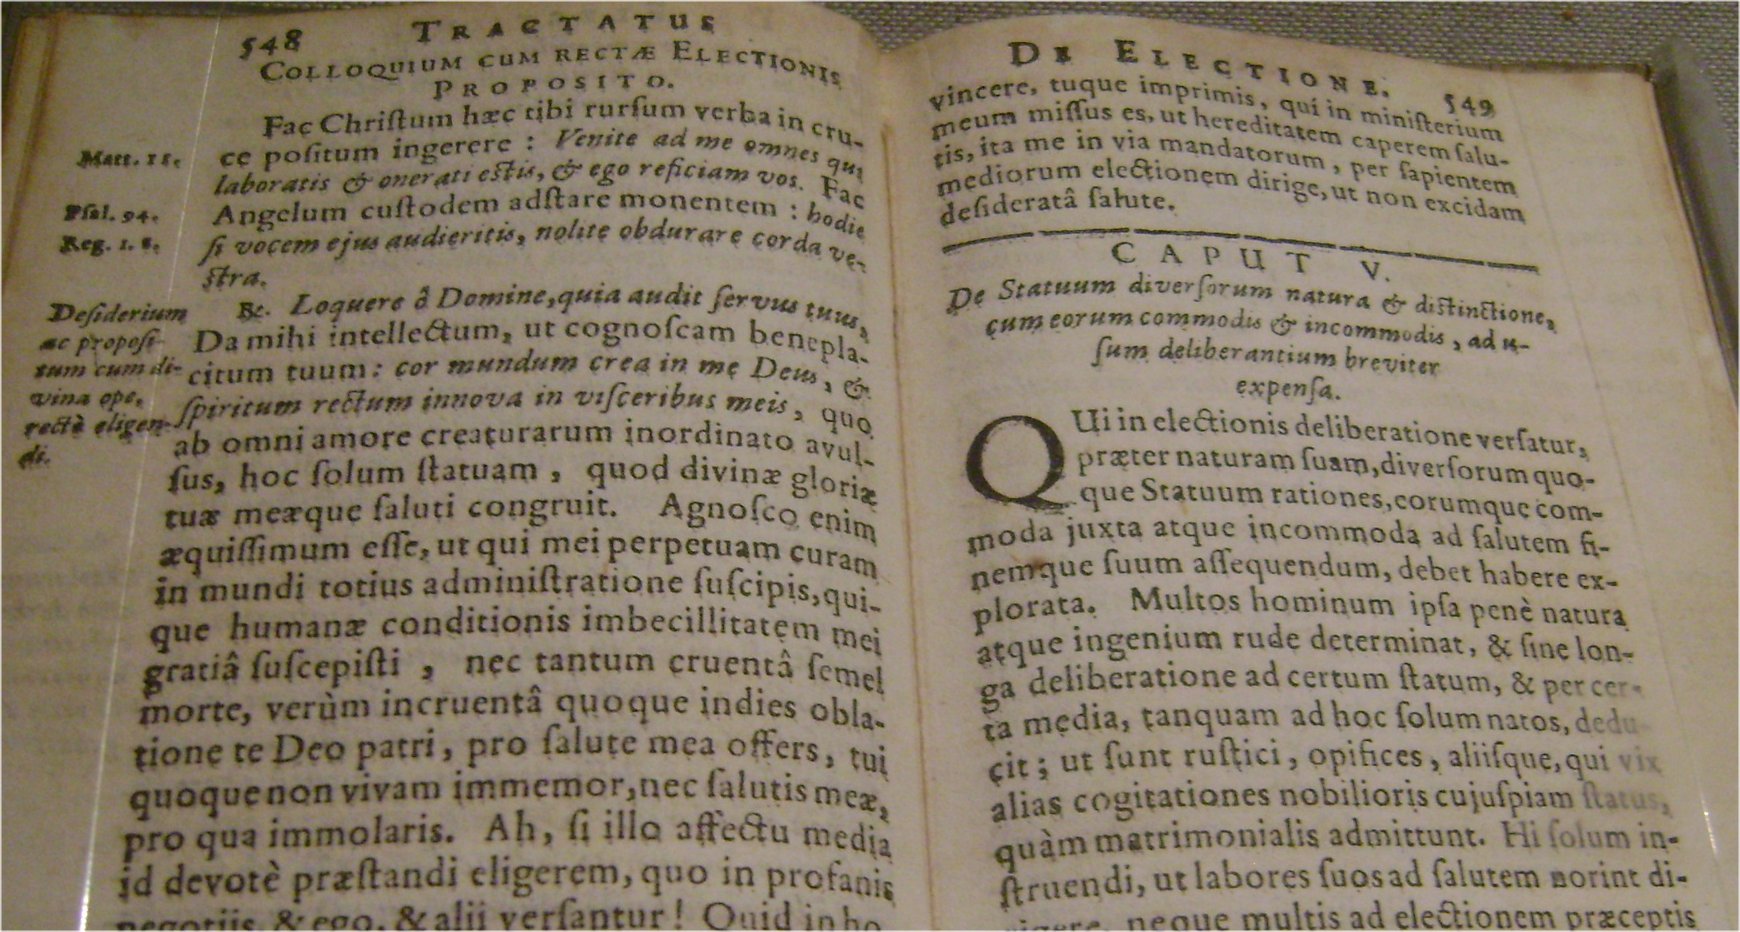 548 TRACTATUS
COLLOQUIUM CUM RECTÆ ELECTIONIS
PROPOSITO.
Fac Chriſtum hæc tibi rurſum verba in cru-
Matt. 11. ce poſitum ingerere : Venite ad me omnes qui
laboratis & onerati eſtis, & ego reficiam vos. Fac
Pſal. 94. Angelum cuſtodem adſtare monentem : hodie
Reg. 1. 8. ſi vocem ejus audieritis, nolite obdurare corda ve-
ſtra.
Deſiderium ℟. Loquere ô Domine, quia audit ſervus tuus,
ac propoſi- Da mihi intellectum, ut cognoſcam benepla-
tum cum di- citum tuum: cor mundum crea in me Deus, &
vina ope, ſpiritum rectum innova in viſceribus meis, quo
rectè eligen- ab omni amore creaturarum inordinato avul-
di. ſus, hoc ſolum ſtatuam, quod divinæ gloriæ
tuæ meæque ſaluti congruit. Agnoſco enim
æquiſſimum eſſe, ut qui mei perpetuam curam
in mundi totius adminiſtratione ſuſcipis, qui-
que humanæ conditionis imbecillitatem mei
gratiâ ſuſcepiſti, nec tantum cruentâ ſemel
morte, verùm incruentâ quoque indies obla-
tione te Deo patri, pro ſalute mea offers, tui
quoque non vivam immemor, nec ſalutis meæ,
pro qua immolaris. Ah, ſi illo affectu media
id devotè præſtandi eligerem, quo in profanis
negotiis, & ego, & alii verſantur! Quid in ho
DE ELECTIONE. 549
vincere, tuque imprimis, qui in miniſterium
meum miſſus es, ut hereditatem caperem ſalu-
tis, ita me in via mandatorum, per ſapientem
mediorum electionem dirige, ut non excidam
deſideratâ ſalute.
CAPUT V.
De Statuum diverſorum natura & diſtinctione,
cum eorum commodis & incommodis, ad u-
ſum deliberantium breviter
expenſa.
QUi in electionis deliberatione verſatur,
præter naturam ſuam, diverſorum quo-
que Statuum rationes, eorumque com-
moda juxta atque incommoda ad ſalutem fi-
nemque ſuum aſſequendum, debet habere ex-
plorata. Multos hominum ipſa penè natura
atque ingenium rude determinat, & ſine lon-
ga deliberatione ad certum ſtatum, & per cer-
ta media, tanquam ad hoc ſolum natos, dedu-
cit; ut ſunt ruſtici, opifices, aliiſque, qui vix
alias cogitationes nobilioris cujuſpiam ſtatus,
quàm matrimonialis admittunt. Hi ſolum in-
ſtruendi, ut labores ſuos ad ſalutem norint di-
rigere, neque multis ad electionem præceptis